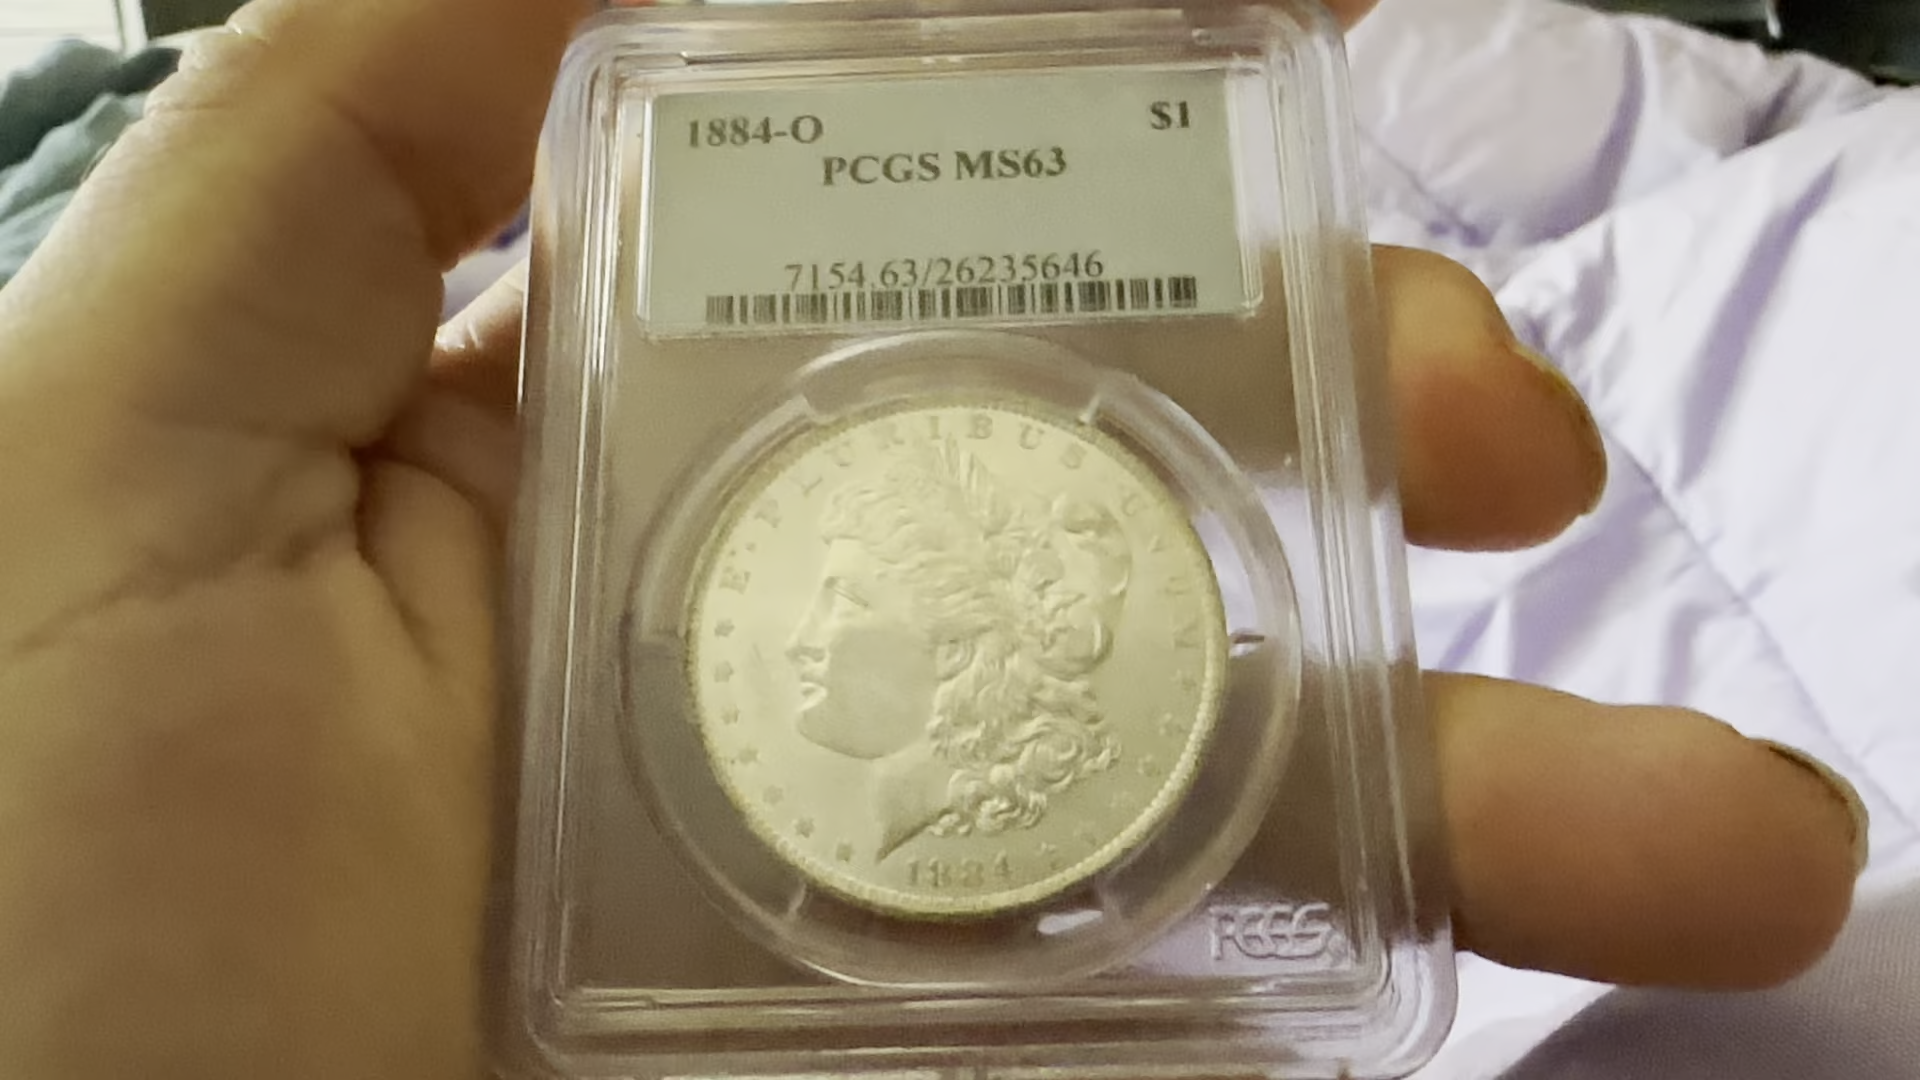 1884-O $1
PCGS MS63
7154.63/26235646
E·PLURIBUS UNUM
1884
PCGS